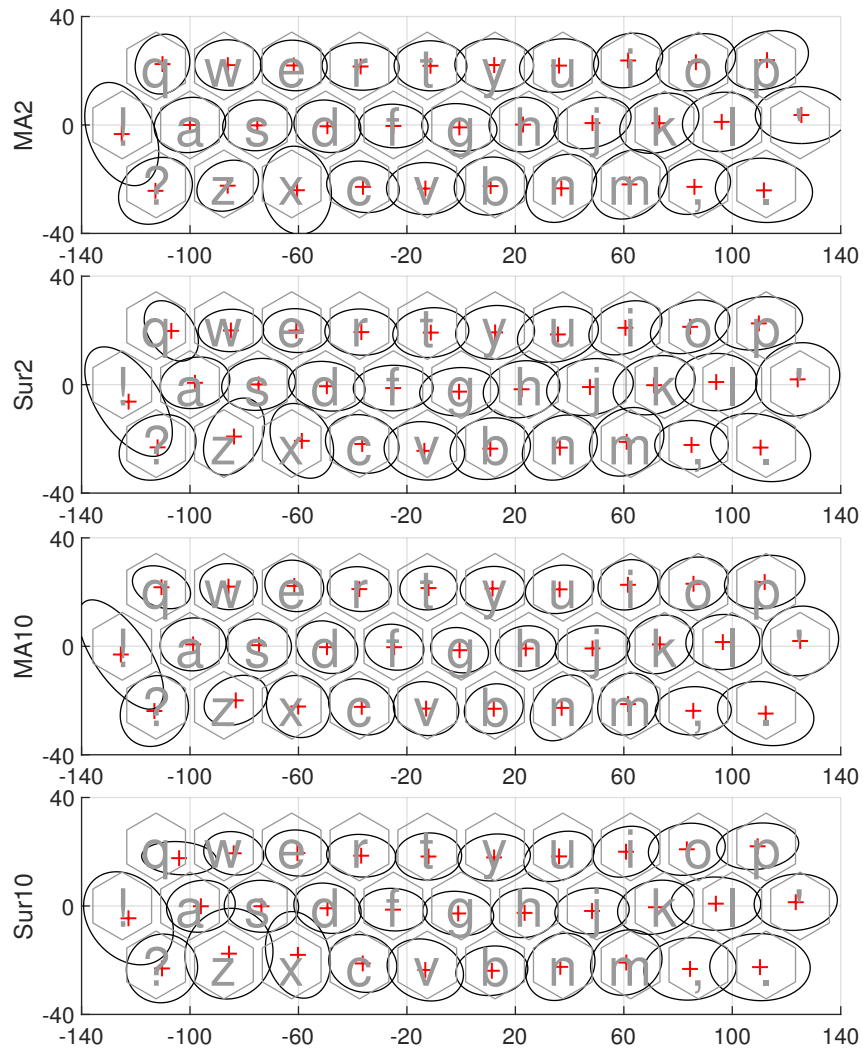 40
q w e r t y u i o p
MA2
0
! a s d f g h j k l '
? z x c v b n m , .
-40
-140 -100 -60 -20 20 60 100 140
40
q w e r t y u i o p
Sur2
0
! a s d f g h j k l '
? z x c v b n m , .
-40
-140 -100 -60 -20 20 60 100 140
40
q w e r t y u i o p
MA10
0
! a s d f g h j k l '
? z x c v b n m , .
-40
-140 -100 -60 -20 20 60 100 140
40
q w e r t y u i o p
Sur10
0
! a s d f g h j k l '
? z x c v b n m , .
-40
-140 -100 -60 -20 20 60 100 140